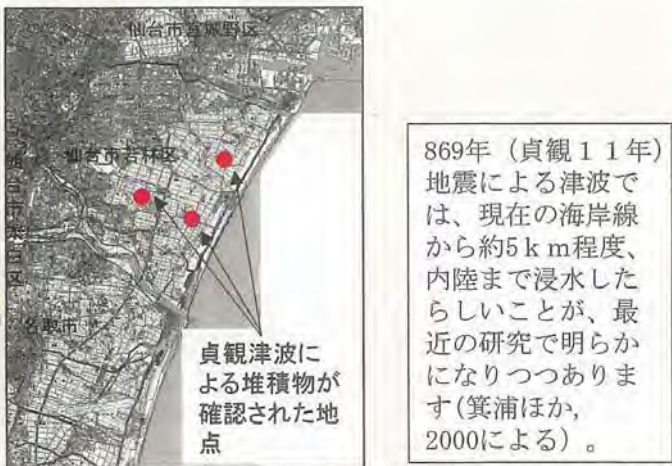 仙台市宮城野区
仙台市若林区
名取市
貞観津波に
よる堆積物が
確認された地
点
869年（貞観１１年）
地震による津波で
は、現在の海岸線
から約5ｋｍ程度、
内陸まで浸水した
らしいことが、最
近の研究で明らか
になりつつありま
す(箕浦ほか,
2000による）。